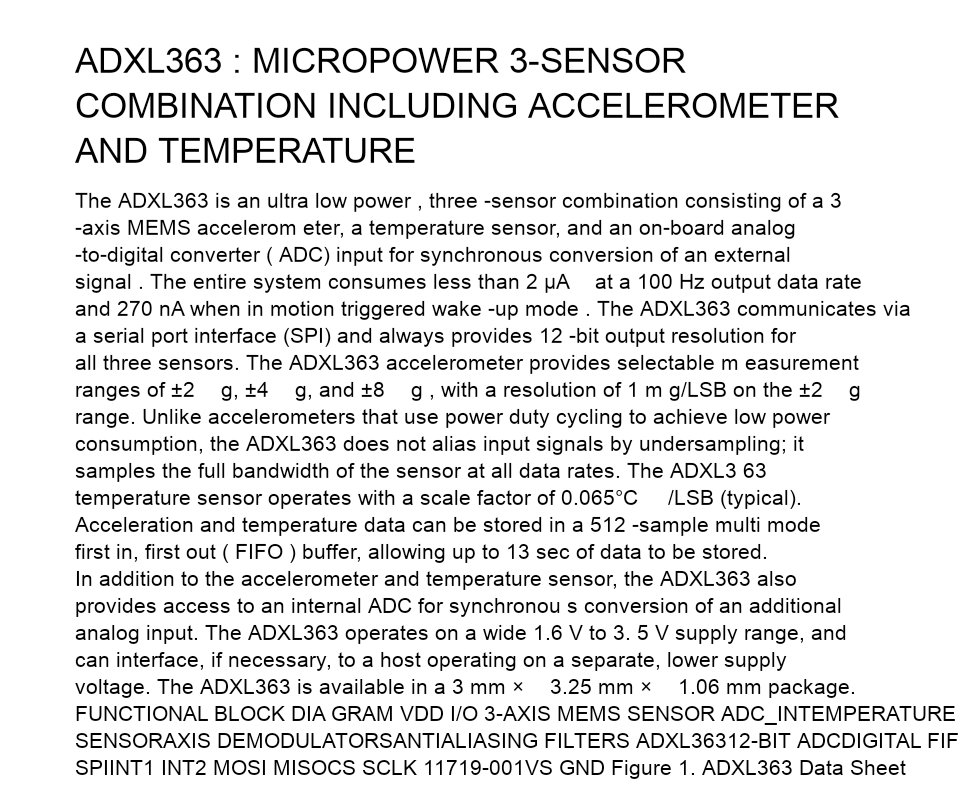 ADXL363 : MICROPOWER 3-SENSOR
COMBINATION INCLUDING ACCELEROMETER
AND TEMPERATURE
The ADXL363 is an ultra low power , three -sensor combination consisting of a 3
-axis MEMS accelerom eter, a temperature sensor, and an on-board analog
-to-digital converter ( ADC) input for synchronous conversion of an external
signal . The entire system consumes less than 2 μA    at a 100 Hz output data rate
and 270 nA when in motion triggered wake -up mode . The ADXL363 communicates via
a serial port interface (SPI) and always provides 12 -bit output resolution for
all three sensors. The ADXL363 accelerometer provides selectable m easurement
ranges of ±2    g, ±4    g, and ±8    g , with a resolution of 1 m g/LSB on the ±2    g
range. Unlike accelerometers that use power duty cycling to achieve low power
consumption, the ADXL363 does not alias input signals by undersampling; it
samples the full bandwidth of the sensor at all data rates. The ADXL3 63
temperature sensor operates with a scale factor of 0.065°C    /LSB (typical).
Acceleration and temperature data can be stored in a 512 -sample multi mode
first in, first out ( FIFO ) buffer, allowing up to 13 sec of data to be stored.
In addition to the accelerometer and temperature sensor, the ADXL363 also
provides access to an internal ADC for synchronou s conversion of an additional
analog input. The ADXL363 operates on a wide 1.6 V to 3. 5 V supply range, and
can interface, if necessary, to a host operating on a separate, lower supply
voltage. The ADXL363 is available in a 3 mm ×    3.25 mm ×    1.06 mm package.
FUNCTIONAL BLOCK DIA GRAM VDD I/O 3-AXIS MEMS SENSOR ADC_INTEMPERATURE
SENSORAXIS DEMODULATORSANTIALIASING FILTERS ADXL36312-BIT ADCDIGITAL FIF
SPIINT1 INT2 MOSI MISOCS SCLK 11719-001VS GND Figure 1. ADXL363 Data Sheet